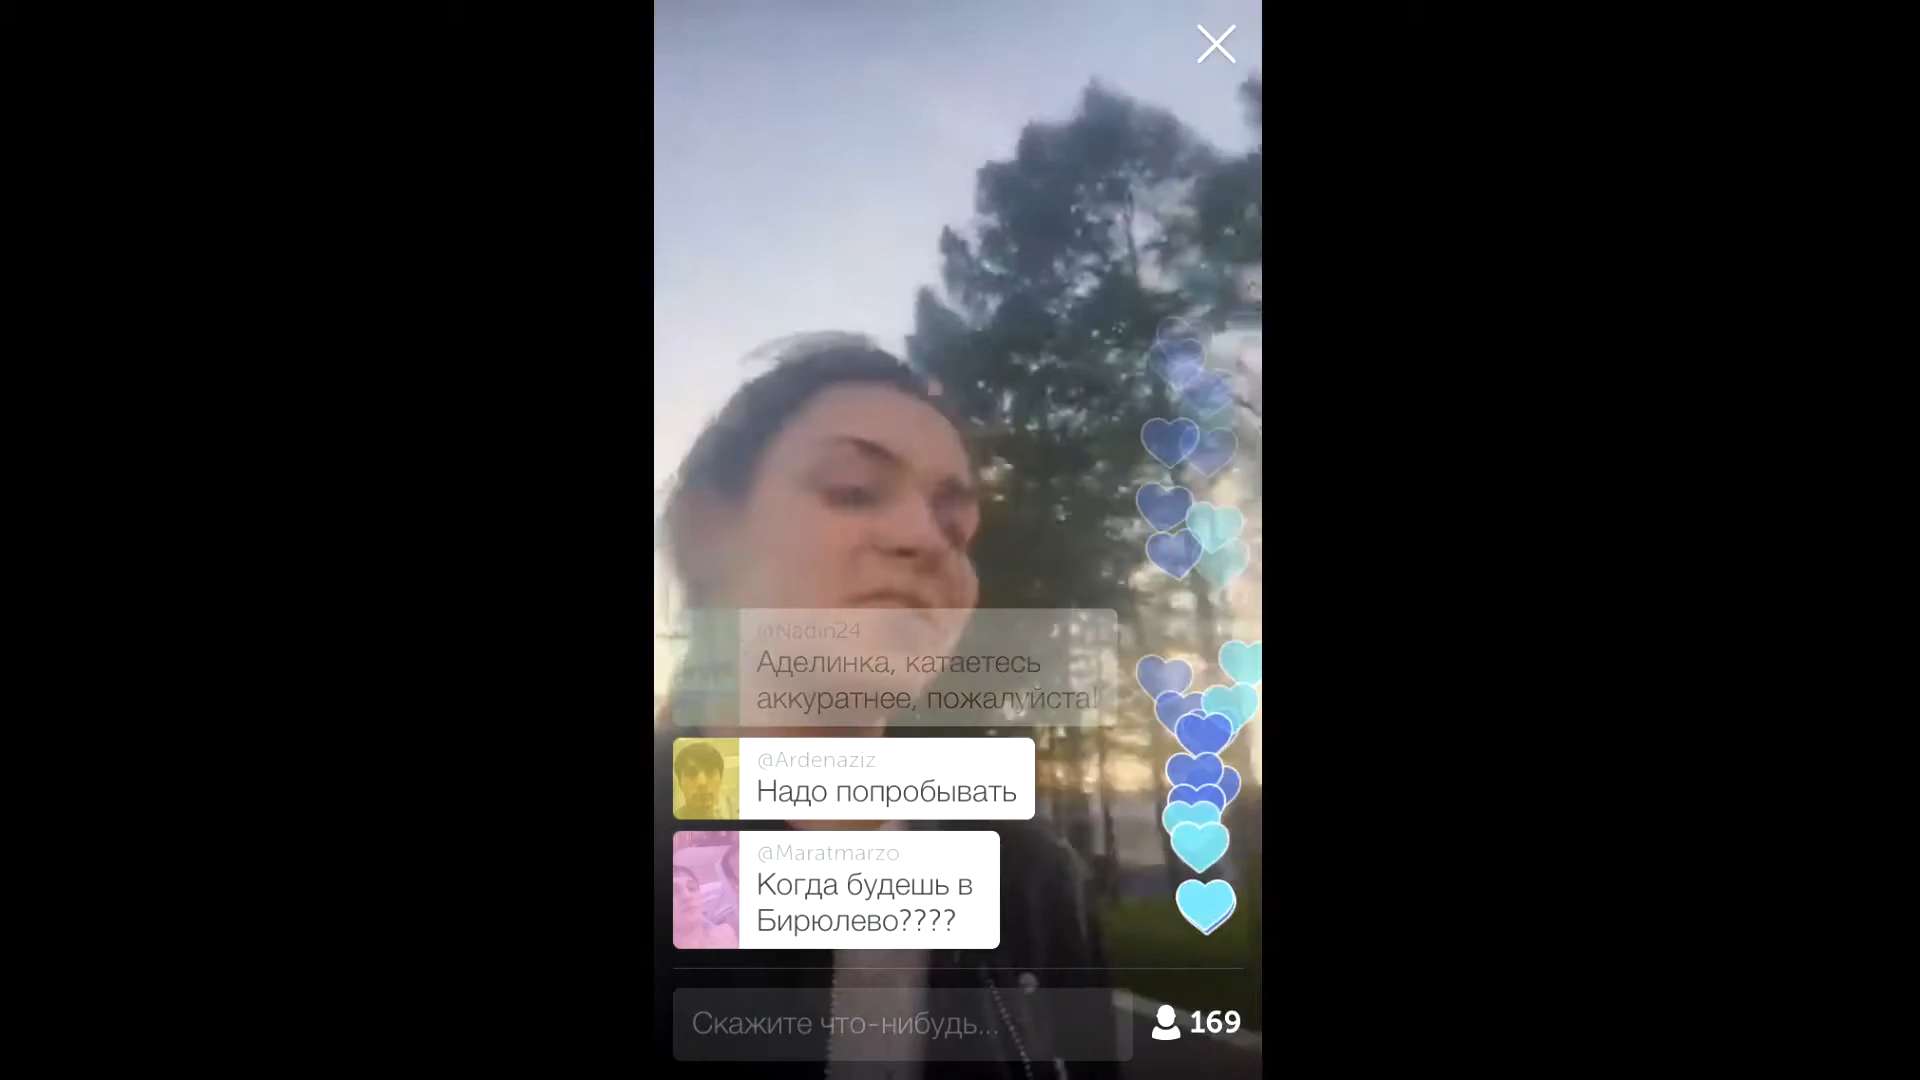 @Nadin24
Аделинка, катаетесь
аккуратнее, пожалуйста!
@Ardenaziz
Надо попробывать
@Maratmarzo
Когда будешь в
Бирюлево????
Скажите что-нибудь...
169